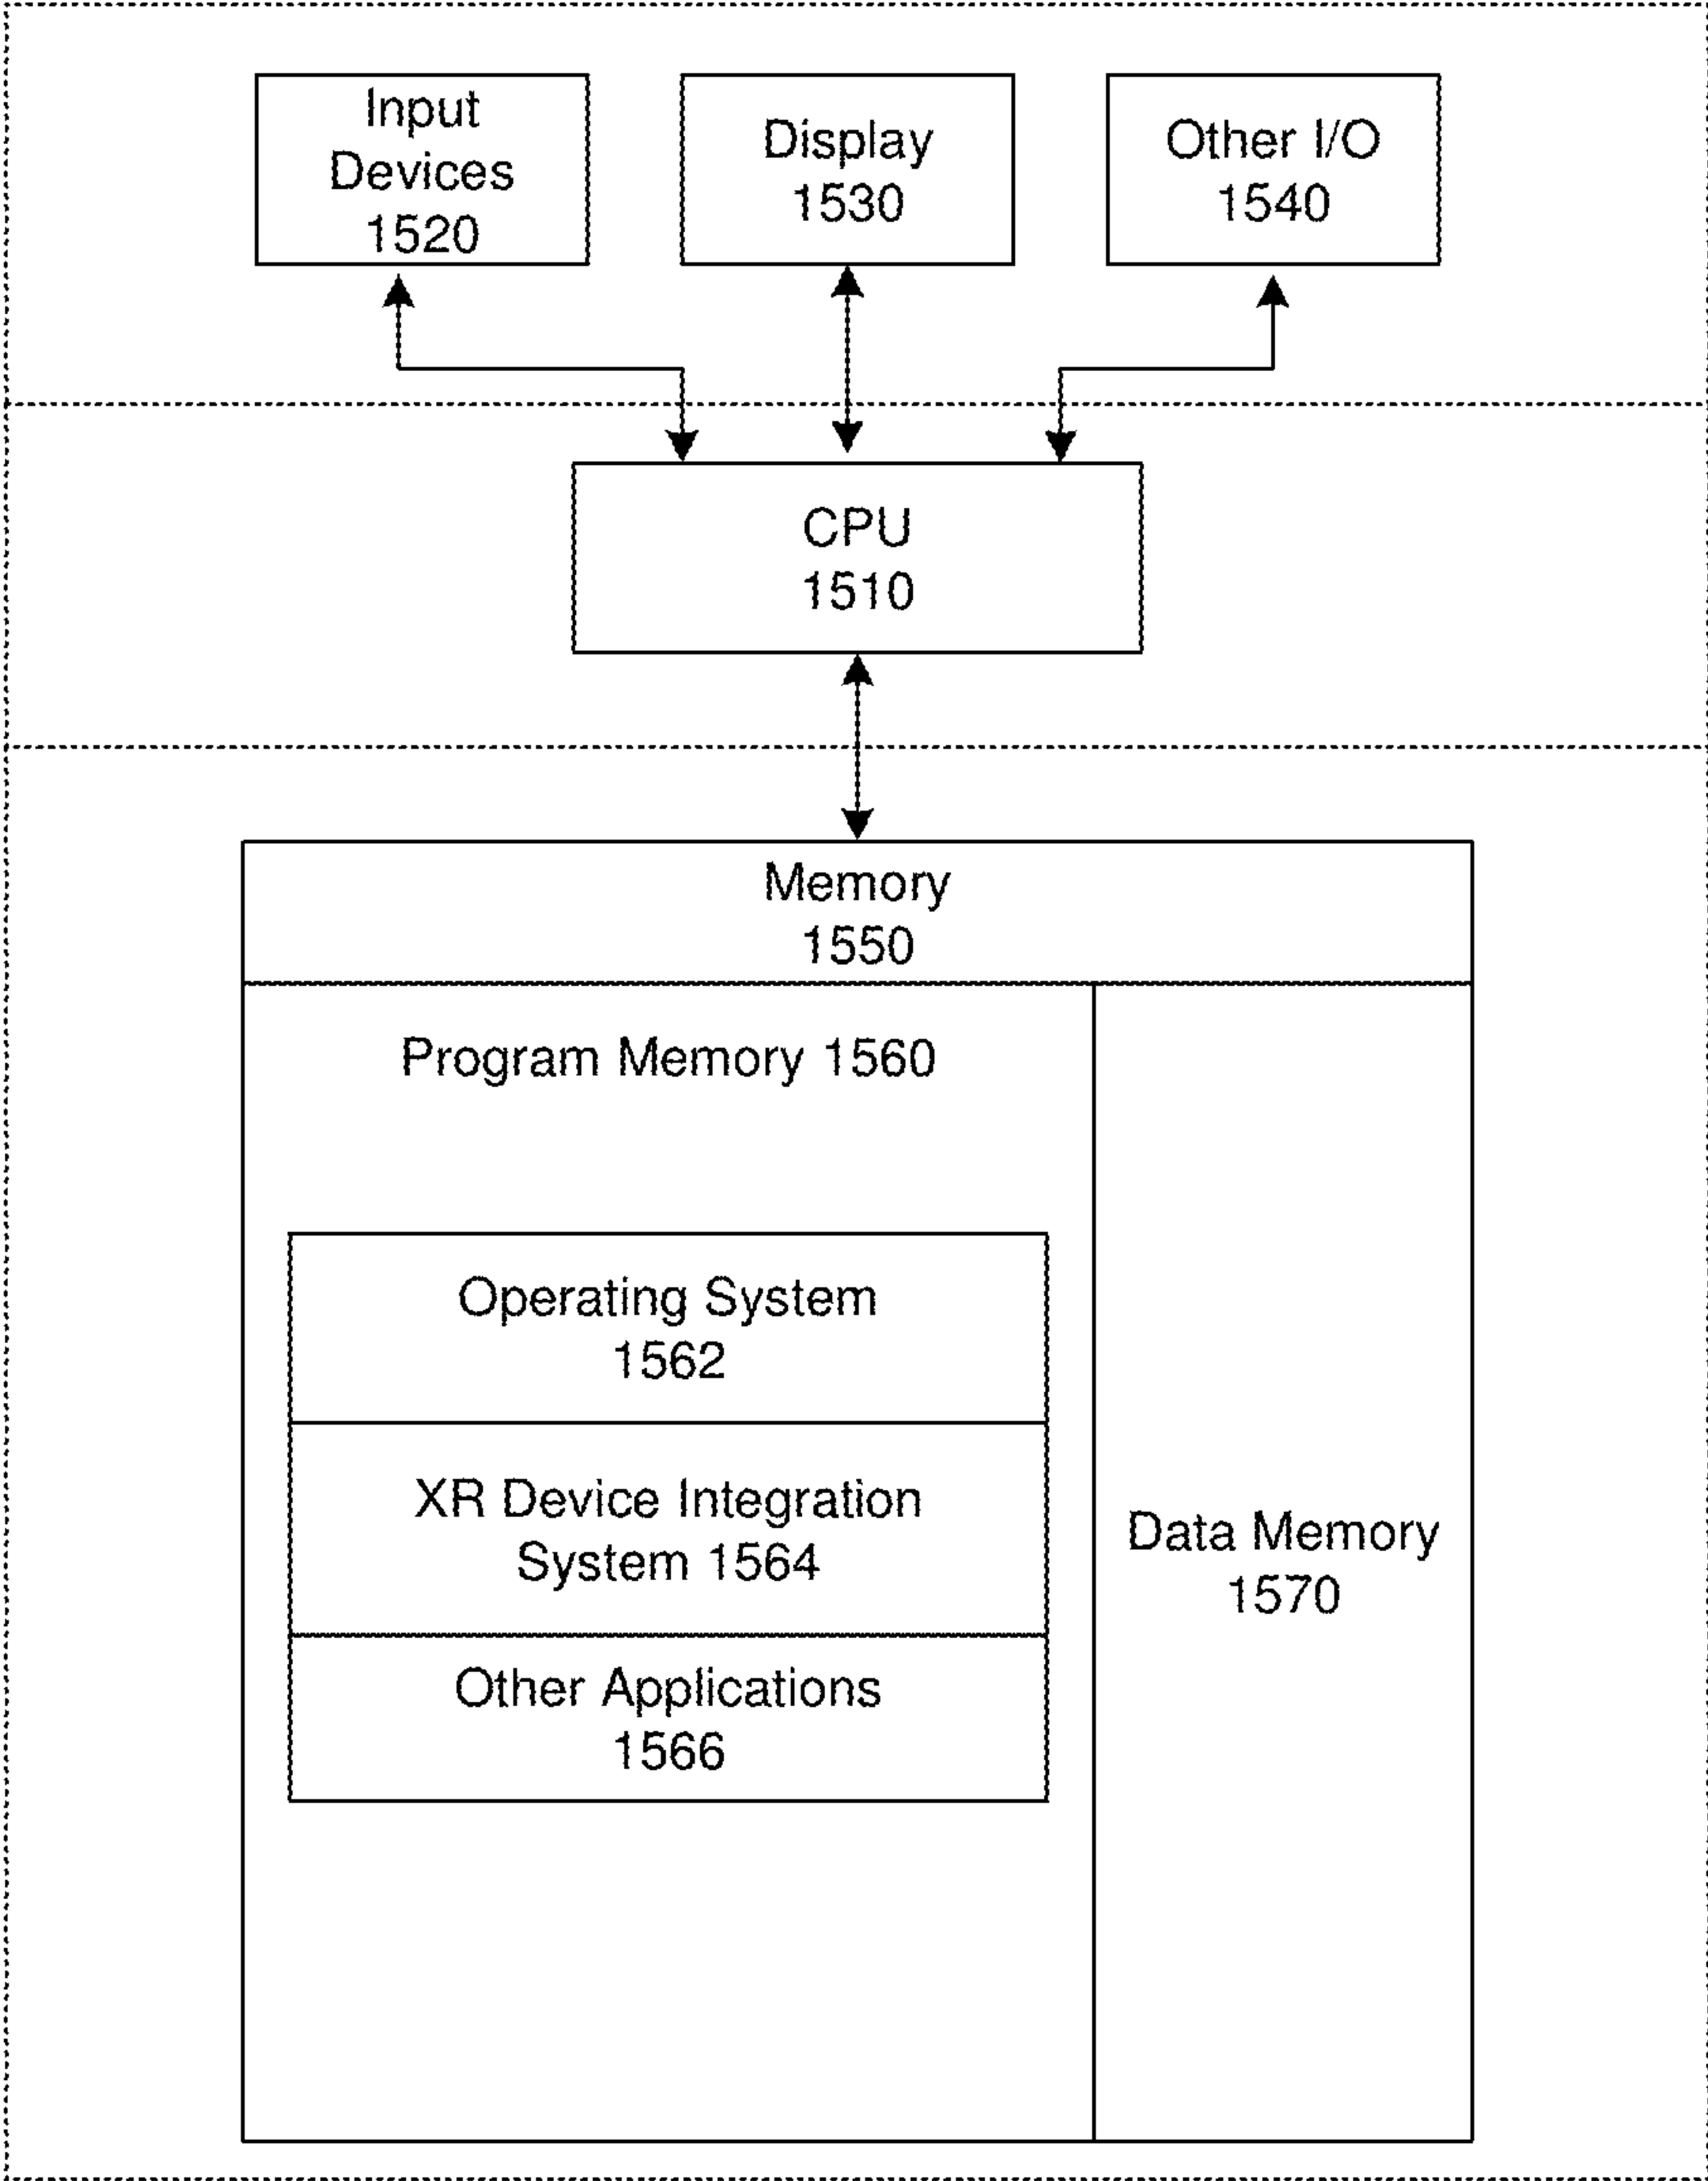 Input
Devices
1520
Display
1530
Other I/O
1540
CPU
1510
Memory
1550
Program Memory 1560
Operating System
1562
XR Device Integration
System 1564
Other Applications
1566
Data Memory
1570